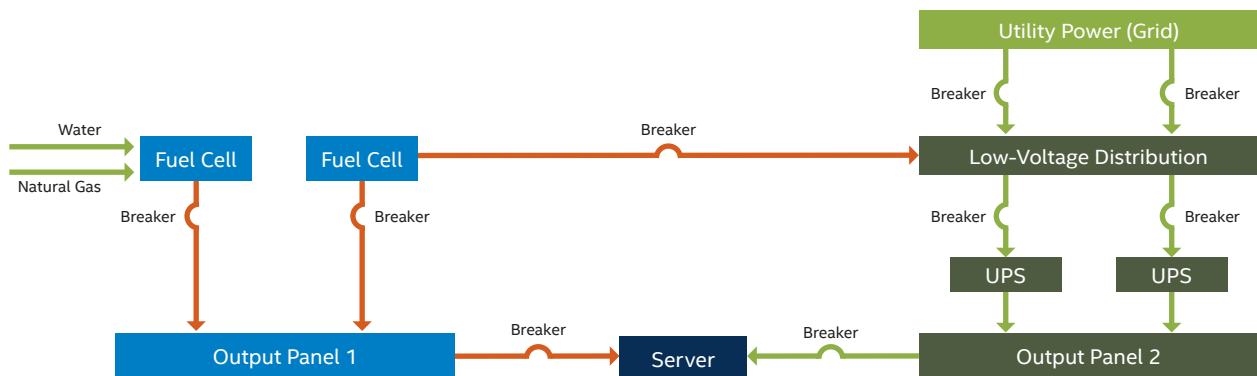 Utility Power (Grid)
Breaker
Breaker
Water
Breaker
Fuel Cell
Fuel Cell
Low-Voltage Distribution
Natural Gas
Breaker
Breaker
Breaker
Breaker
UPS
UPS
Breaker
Breaker
Output Panel 1
Server
Output Panel 2